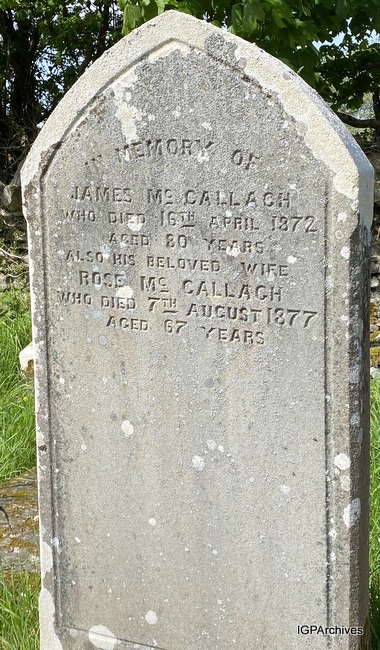 IN MEMORY OF
JAMES Mc CALLAGH
WHO DIED 16TH APRIL 1872
AGED 80 YEARS
ALSO HIS BELOVED WIFE
ROSE Mc CALLAGH
WHO DIED 7TH AUGUST 1877
AGED 67 YEARS
IGPArchives